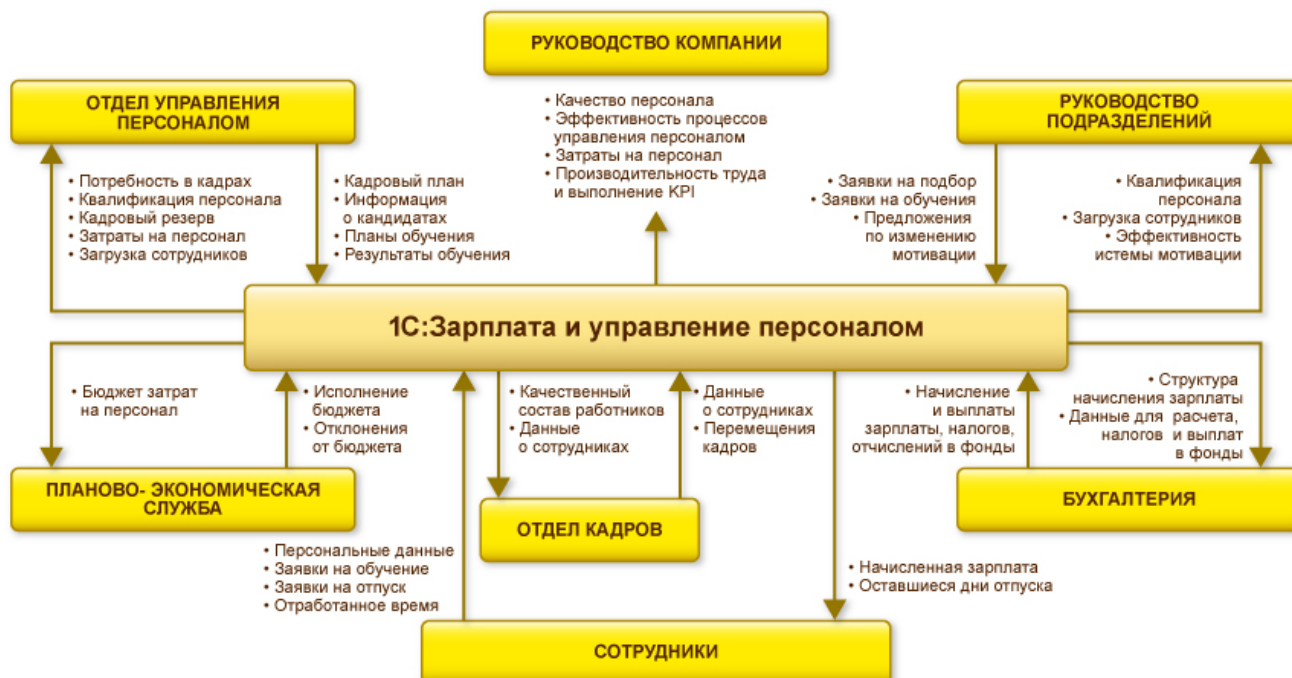 РУКОВОДСТВО КОМПАНИИ
• Качество персонала
• Эффективность процессов
управления персоналом
• Затраты на персонал
• Производительность труда
и выполнение KPI
ОТДЕЛ УПРАВЛЕНИЯ
ПЕРСОНАЛОМ
• Потребность в кадрах
• Квалификация персонала
• Кадровый резерв
• Затраты на персонал
• Загрузка сотрудников
• Кадровый план
• Информация
о кандидатах
• Планы обучения
• Результаты обучения
РУКОВОДСТВО
ПОДРАЗДЕЛЕНИЙ
• Заявки на подбор
• Заявки на обучения
• Предложения
по изменению
мотивации
• Квалификация
персонала
• Загрузка сотрудников
• Эффективность
истемы мотивации
1С:Зарплата и управление персоналом
• Бюджет затрат
на персонал
• Исполнение
бюджета
• Отклонения
от бюджета
ПЛАНОВО- ЭКОНОМИЧЕСКАЯ
СЛУЖБА
• Качественный
состав работников
• Данные
о сотрудниках
• Данные
о сотрудниках
• Перемещения
кадров
ОТДЕЛ КАДРОВ
• Начисление
и выплаты
зарплаты, налогов,
отчислений в фонды
• Структура
начисления зарплаты
• Данные для расчета,
налогов и выплат
в фонды
БУХГАЛТЕРИЯ
• Персональные данные
• Заявки на обучение
• Заявки на отпуск
• Отработанное время
• Начисленная зарплата
• Оставшиеся дни отпуска
СОТРУДНИКИ